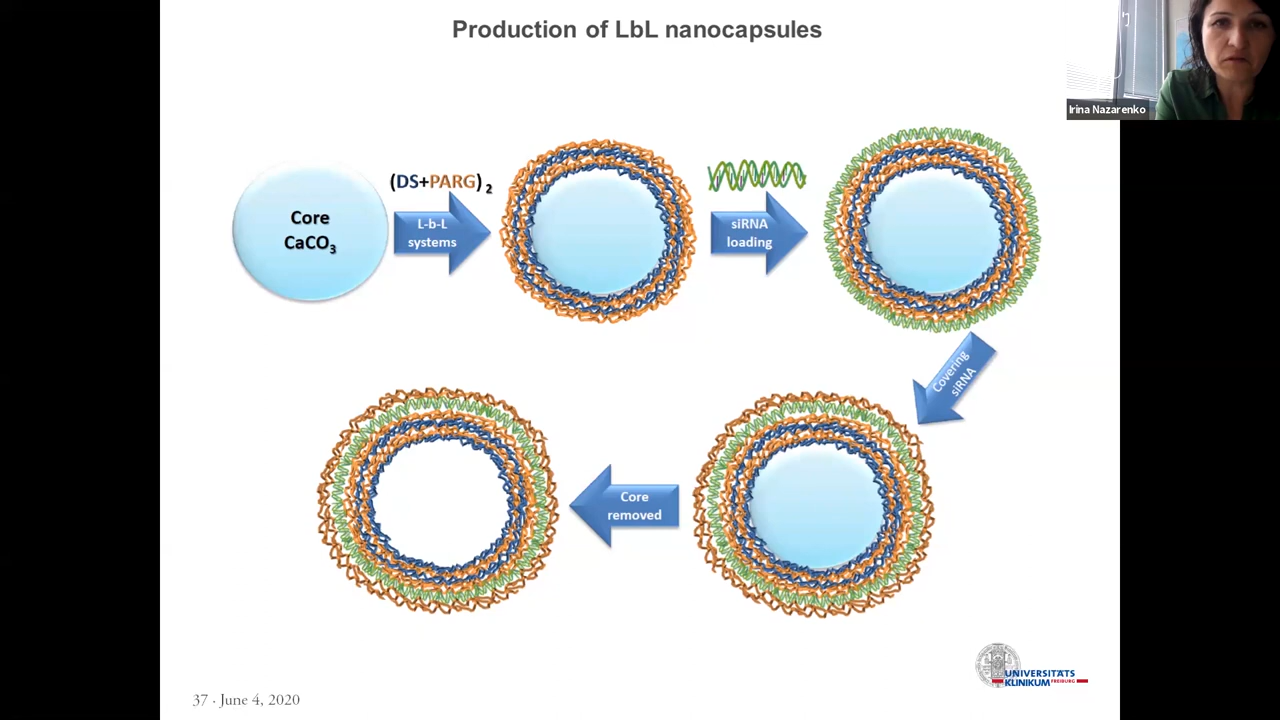 Production of LbL nanocapsules
Irina Nazarenko
Core
CaCO₃
(DS+PARG)₂
L-b-L
systems
siRNA
loading
Covering
siRNA
Core
removed
UNIVERSITÄTS
KLINIKUM FREIBURG
37 · June 4, 2020